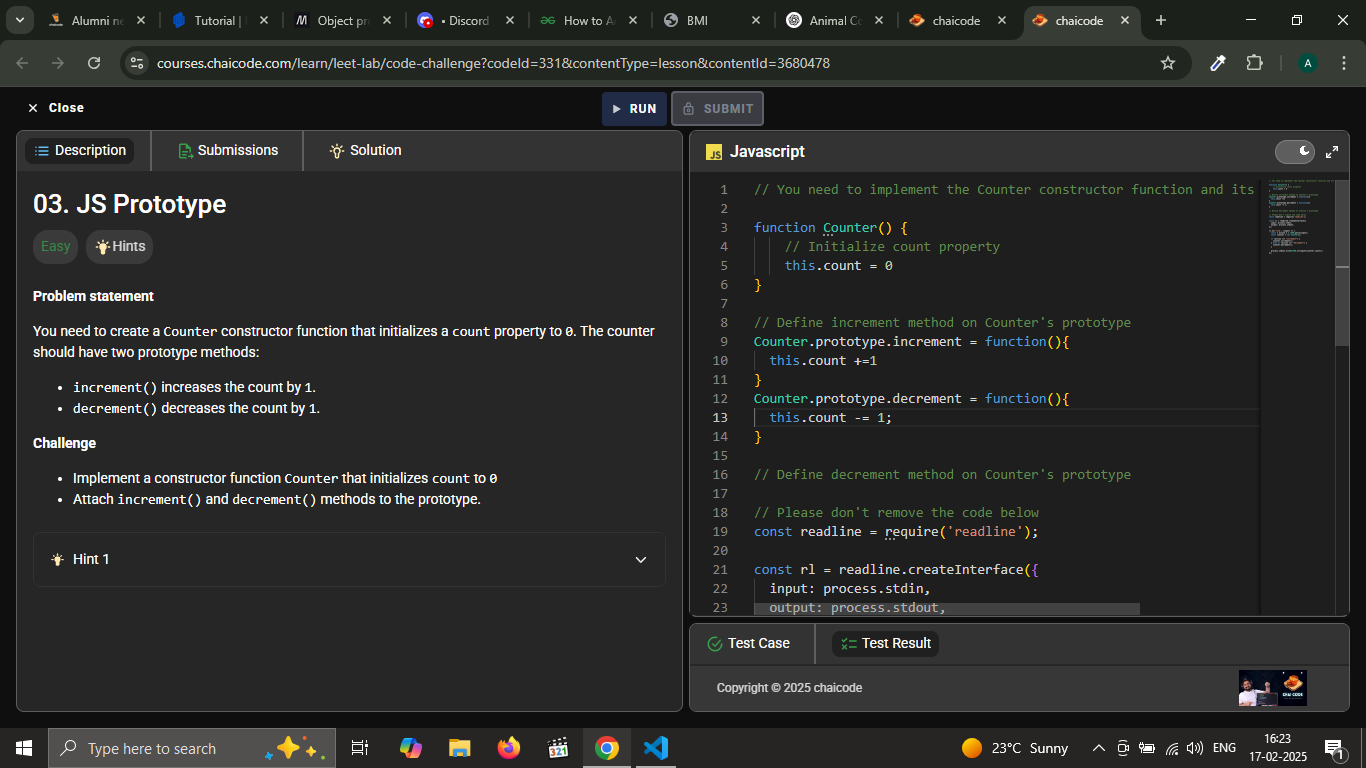 Alumni ne
Tutorial |
Object pr
• Discord
How to A
BMI
Animal Co
chaicode
chaicode
courses.chaicode.com/learn/leet-lab/code-challenge?codeId=331&contentType=lesson&contentId=3680478
A
Close
RUN
SUBMIT
Description
Submissions
Solution
03. JS Prototype
Easy
Hints
Problem statement
You need to create a Counter constructor function that initializes a count property to 0. The counter
should have two prototype methods:
• increment() increases the count by 1.
• decrement() decreases the count by 1.
Challenge
• Implement a constructor function Counter that initializes count to 0
• Attach increment() and decrement() methods to the prototype.
Hint 1
JS Javascript
1 // You need to implement the Counter constructor function and its
2
3 function Counter() {
4 // Initialize count property
5 this.count = 0
6 }
7
8 // Define increment method on Counter's prototype
9 Counter.prototype.increment = function(){
10 this.count +=1
11 }
12 Counter.prototype.decrement = function(){
13 this.count -= 1;
14 }
15
16 // Define decrement method on Counter's prototype
17
18 // Please don't remove the code below
19 const readline = require('readline');
20
21 const rl = readline.createInterface({
22 input: process.stdin,
23 output: process.stdout,
Test Case
Test Result
Copyright © 2025 chaicode
CHAI CODE
Type here to search
321
23°C Sunny
ENG
16:23
17-02-2025
1